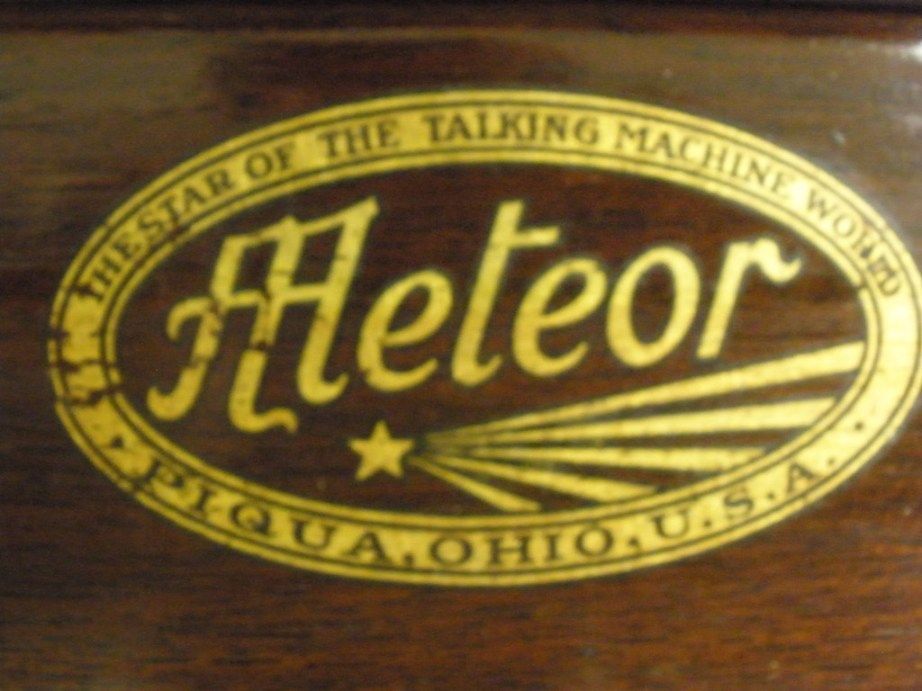 THE STAR OF THE TALKING MACHINE WORLD
Meteor
PIQUA, OHIO, U.S.A.